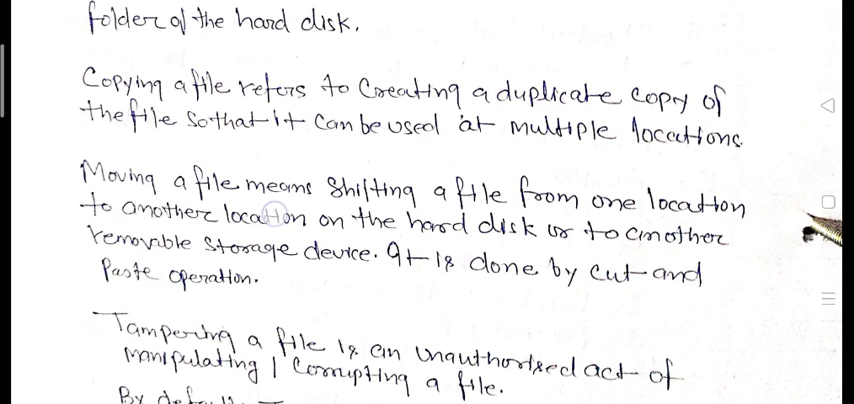 folder of the hard disk.
Copying a file refers to Creating a duplicate copy of
the file so that it can be used at multiple locations.
Moving a file means Shifting a file from one location
to another location on the hard disk or to another
removable storage device. It is done by cut and
Paste operation.
Tampering a file is an unauthorised act of
manipulating / corrupting a file.
By